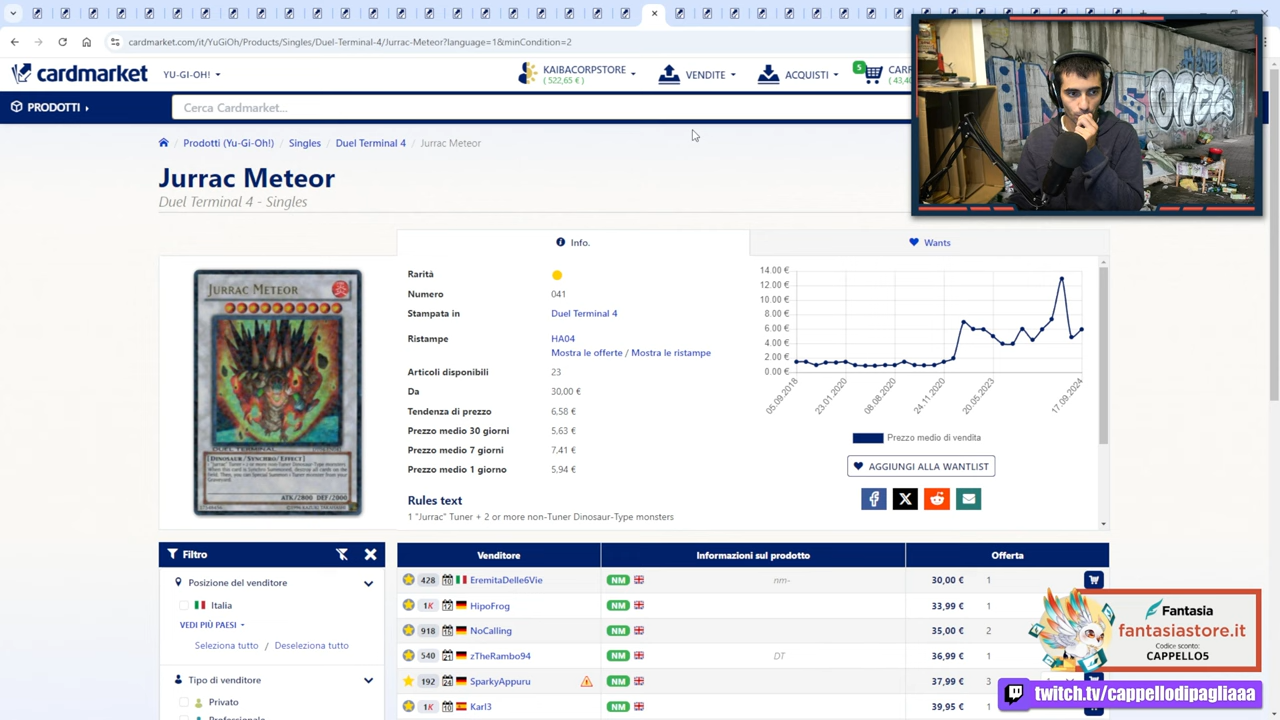 cardmarket.com/it/YuGiOh/Products/Singles/Duel-Terminal-4/Jurrac-Meteor?language=1&minCondition=2
cardmarket
YU-GI-OH!
KAIBACORPSTORE
( 522,65 € )
VENDITE
ACQUISTI
5
PRODOTTI
Cerca Cardmarket...
Prodotti (Yu-Gi-Oh!)
Singles
Duel Terminal 4
Jurrac Meteor
Jurrac Meteor
Duel Terminal 4 - Singles
Info.
Wants
JURRAC METEOR
[DINOSAUR/SYNCHRO/EFFECT]
ATK/2800 DEF/2000
Rarità
Numero 041
Stampata in Duel Terminal 4
Ristampe HA04
Mostra le offerte / Mostra le ristampe
Articoli disponibili 23
Da 30,00 €
Tendenza di prezzo 6,58 €
Prezzo medio 30 giorni 5,63 €
Prezzo medio 7 giorni 7,41 €
Prezzo medio 1 giorno 5,94 €
Rules text
1 "Jurrac" Tuner + 2 or more non-Tuner Dinosaur-Type monsters
14.00 €
12.00 €
10.00 €
8.00 €
6.00 €
4.00 €
2.00 €
0.00 €
05.09.2018
23.01.2020
08.08.2020
24.11.2020
20.05.2023
17.09.2024
Prezzo medio di vendita
AGGIUNGI ALLA WANTLIST
Filtro
Posizione del venditore
Italia
VEDI PIÙ PAESI
Seleziona tutto / Deseleziona tutto
Tipo di venditore
Privato
Venditore
Informazioni sul prodotto
Offerta
428 EremitaDelle6Vie NM nm- 30,00 € 1
1K HipoFrog NM 33,99 € 1
918 NoCalling NM 35,00 € 2
540 zTheRambo94 NM DT 36,99 € 1
192 SparkyAppuru NM 37,99 € 3
1K Karl3 NM 39,95 € 1
Fantasia
fantasiastore.it
Codice sconto:
CAPPELLO5
twitch.tv/cappellodipagliaaa